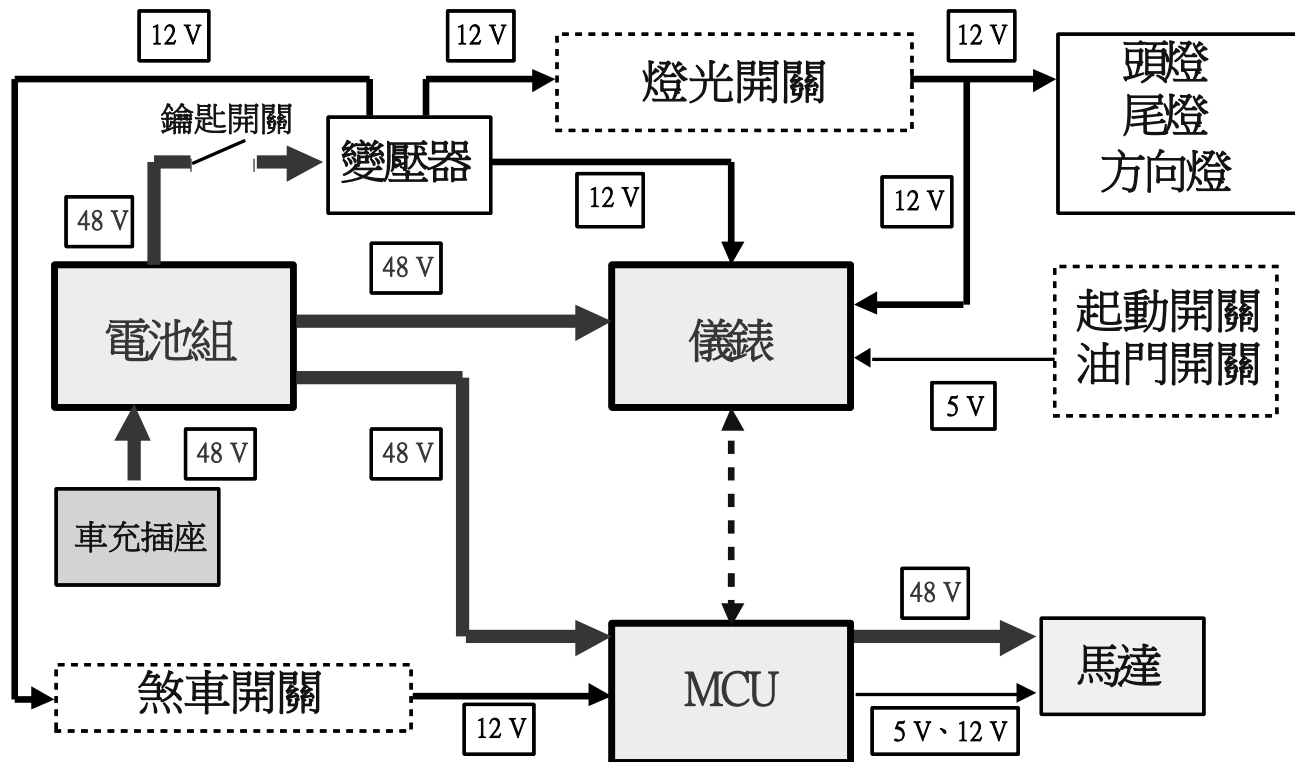 12 V
12 V
12 V
燈光開關
頭燈
尾燈
方向燈
鑰匙開關
變壓器
12 V
12 V
48 V
48 V
電池組
儀錶
起動開關
油門開關
5 V
48 V
48 V
車充插座
48 V
煞車開關
12 V
MCU
馬達
5 V、12 V